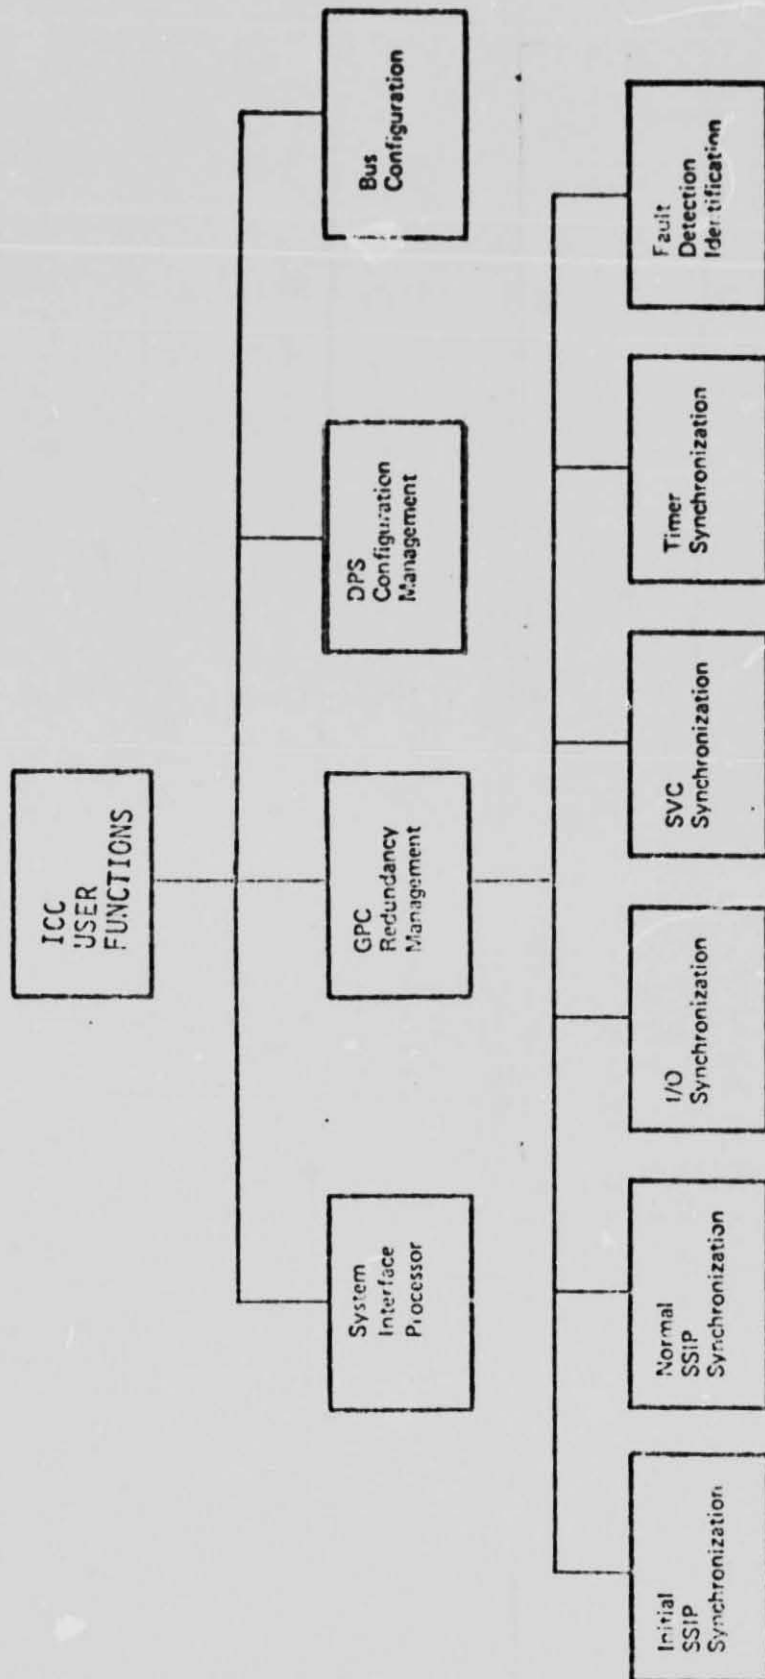 ICC
USER
FUNCTIONS
System
Interface
Processor
GPC
Redundancy
Management
DPS
Configuration
Management
Bus
Configuration
Initial
SSIP
Synchronization
Normal
SSIP
Synchronization
I/O
Synchronization
SVC
Synchronization
Timer
Synchronization
Fault
Detection
Identification